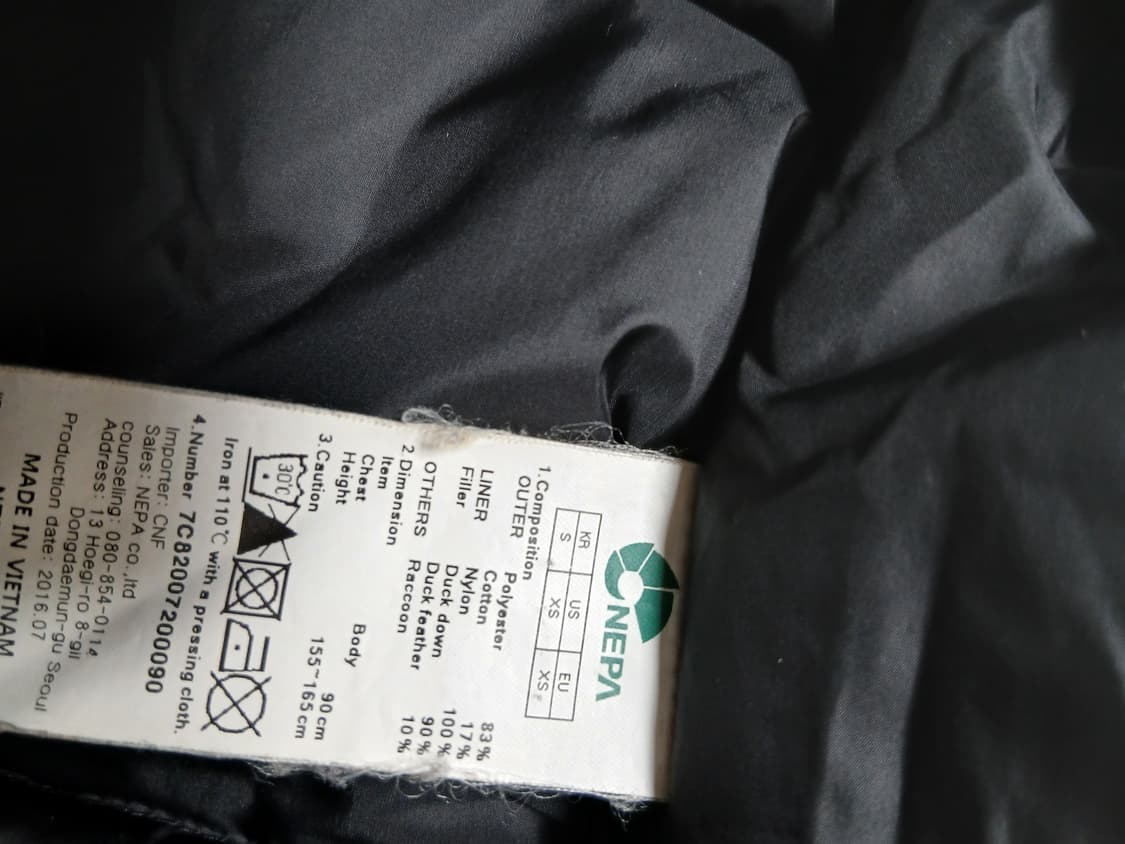 NEPA
KR US EU
S XS XS
1.Composition
OUTER Polyester 83%
Cotton 17%
LINER Nylon 100%
Filler Duck down 90%
Duck feather 10%
OTHERS Raccoon
2 Dimension
Item Body
Chest 90 cm
Height 155~165cm
3.Caution
30℃
Iron at 110℃ with a pressing cloth.
4.Number 7C82007200090
Importer: CNF
Sales: NEPA co.,ltd
counseling: 080-854-0114
Address: 13 Hoegi-ro 8-gil
Dongdaemun-gu Seoul
Production date: 2016.07
MADE IN VIETNAM